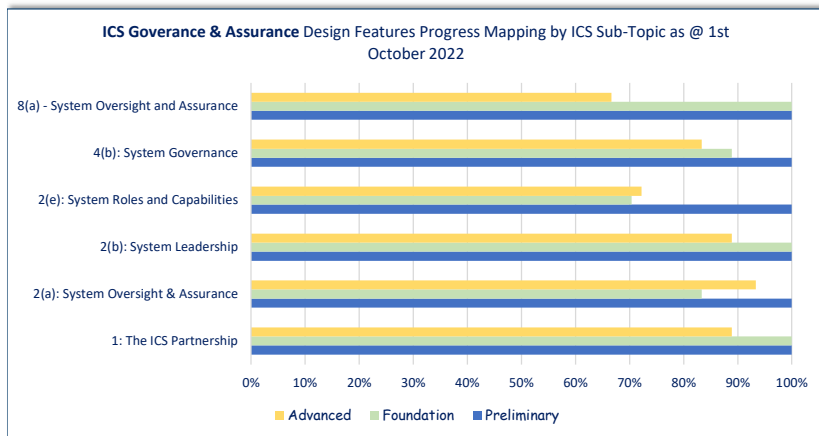 ICS Goverance & Assurance Design Features Progress Mapping by ICS Sub-Topic as @ 1st
October 2022
8(a) - System Oversight and Assurance
4(b): System Governance
2(e): System Roles and Capabilities
2(b): System Leadership
2(a): System Oversight & Assurance
1: The ICS Partnership
0% 10% 20% 30% 40% 50% 60% 70% 80% 90% 100%
Advanced Foundation Preliminary